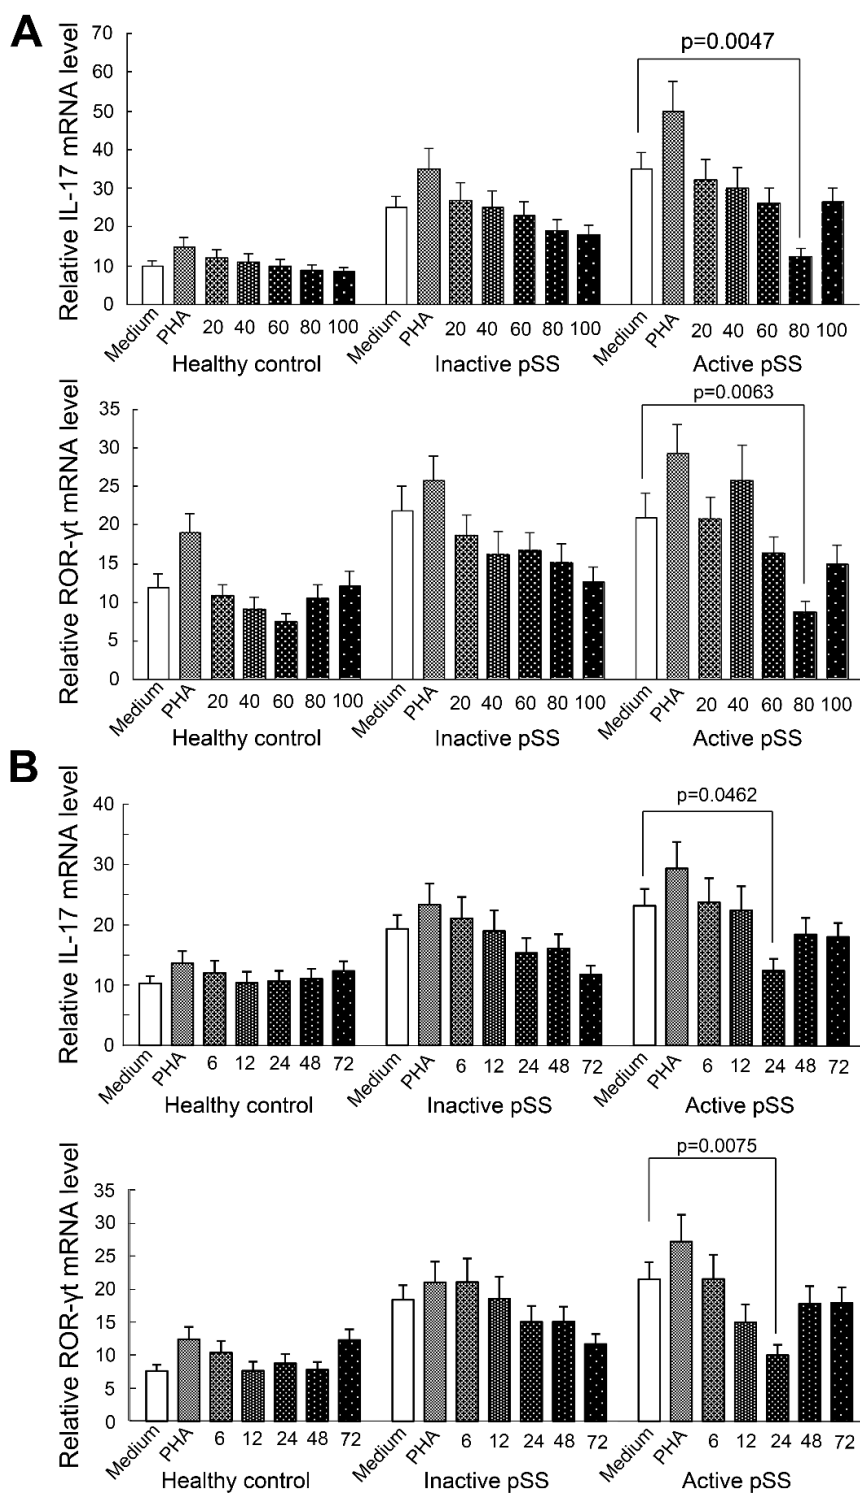 A
Relative IL-17 mRNA level
70
60
50
40
30
20
10
0
p=0.0047
Medium PHA 20 40 60 80 100 Medium PHA 20 40 60 80 100 Medium PHA 20 40 60 80 100
Healthy control Inactive pSS Active pSS
Relative ROR-γt mRNA level
35
30
25
20
15
10
5
0
p=0.0063
Medium PHA 20 40 60 80 100 Medium PHA 20 40 60 80 100 Medium PHA 20 40 60 80 100
Healthy control Inactive pSS Active pSS
B
Relative IL-17 mRNA level
40
30
20
10
0
p=0.0462
Medium PHA 6 12 24 48 72 Medium PHA 6 12 24 48 72 Medium PHA 6 12 24 48 72
Healthy control Inactive pSS Active pSS
Relative ROR-γt mRNA level
35
30
25
20
15
10
5
0
p=0.0075
Medium PHA 6 12 24 48 72 Medium PHA 6 12 24 48 72 Medium PHA 6 12 24 48 72
Healthy control Inactive pSS Active pSS